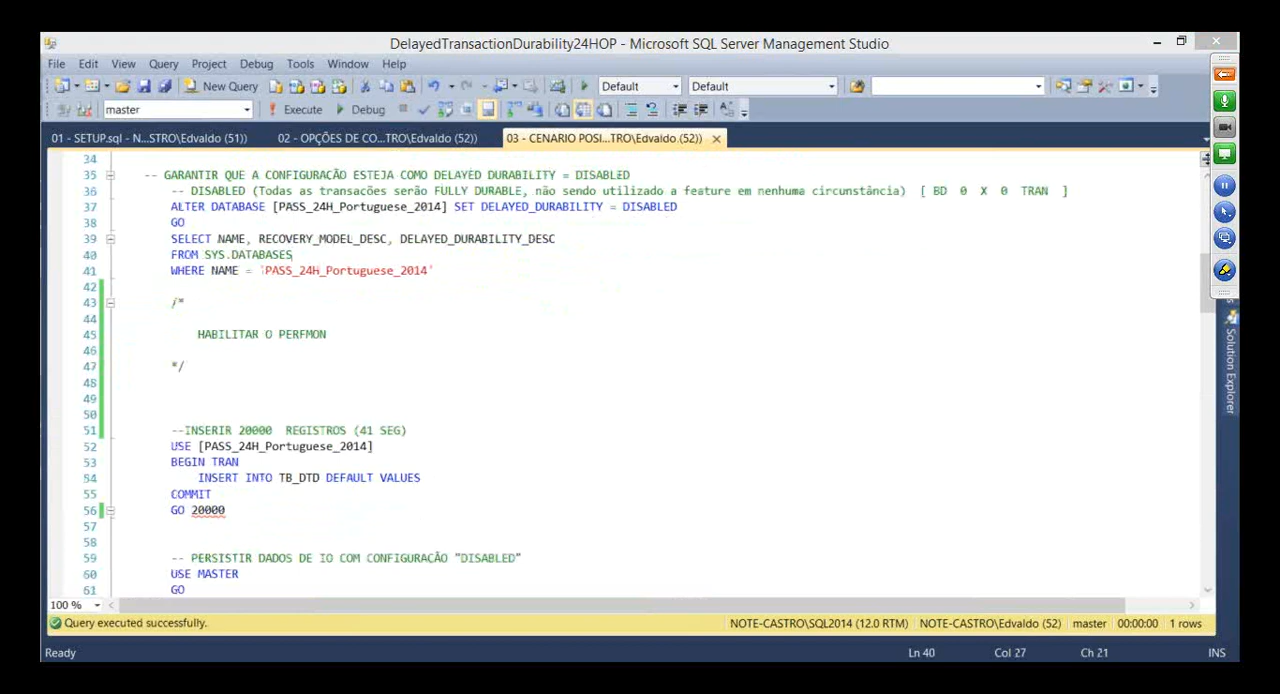 DelayedTransactionDurability24HOP - Microsoft SQL Server Management Studio
File Edit View Query Project Debug Tools Window Help
New Query Default Default
master Execute Debug
01 - SETUP.sql - N...STRO\Edvaldo (51)) 02 - OPÇÕES DE CO...TRO\Edvaldo (52)) 03 - CENARIO POSI...TRO\Edvaldo (52))
34
35 -- GARANTIR QUE A CONFIGURAÇÃO ESTEJA COMO DELAYED DURABILITY = DISABLED
36 -- DISABLED (Todas as transacões serão FULLY DURABLE, não sendo utilizado a feature em nenhuma circunstância) [ BD 0 X 0 TRAN ]
37 ALTER DATABASE [PASS_24H_Portuguese_2014] SET DELAYED_DURABILITY = DISABLED
38 GO
39 SELECT NAME, RECOVERY_MODEL_DESC, DELAYED_DURABILITY_DESC
40 FROM SYS.DATABASES
41 WHERE NAME = 'PASS_24H_Portuguese_2014'
42
43 /*
44
45 HABILITAR O PERFMON
46
47 */
48
49
50
51 --INSERIR 20000 REGISTROS (41 SEG)
52 USE [PASS_24H_Portuguese_2014]
53 BEGIN TRAN
54 INSERT INTO TB_DTD DEFAULT VALUES
55 COMMIT
56 GO 20000
57
58
59 -- PERSISTIR DADOS DE IO COM CONFIGURACÃO "DISABLED"
60 USE MASTER
61 GO
100 %
Query executed successfully. NOTE-CASTRO\SQL2014 (12.0 RTM) NOTE-CASTRO\Edvaldo (52) master 00:00:00 1 rows
Ready Ln 40 Col 27 Ch 21 INS
Solution Explorer